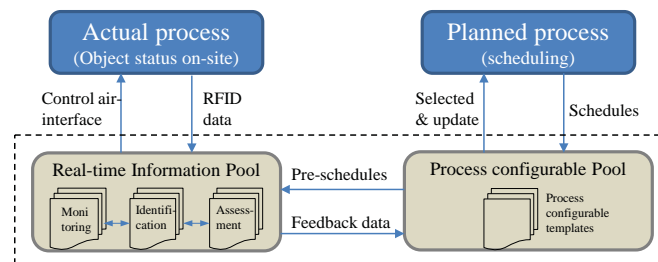 Actual process
(Object status on-site)
Planned process
(scheduling)
Control air-
interface
RFID
data
Selected
& update
Schedules
Real-time Information Pool
Moni
toring
Identifi-
cation
Assess-
ment
Pre-schedules
Feedback data
Process configurable Pool
Process
configurable
templates